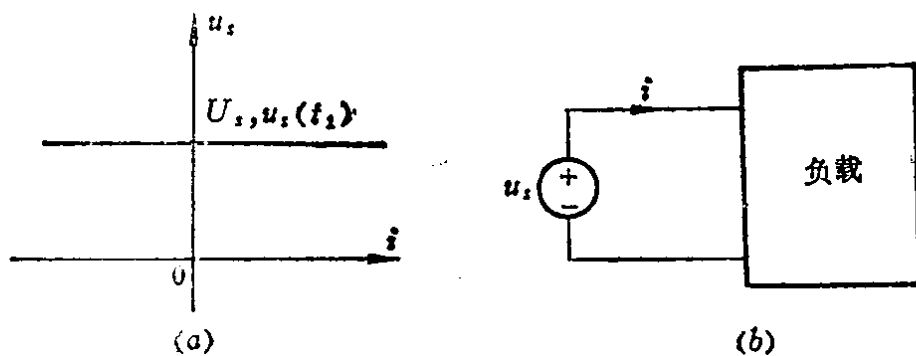 u_s
U_s, u_s(t_1)
i
0
(a)
i
u_s
+
−
负载
(b)